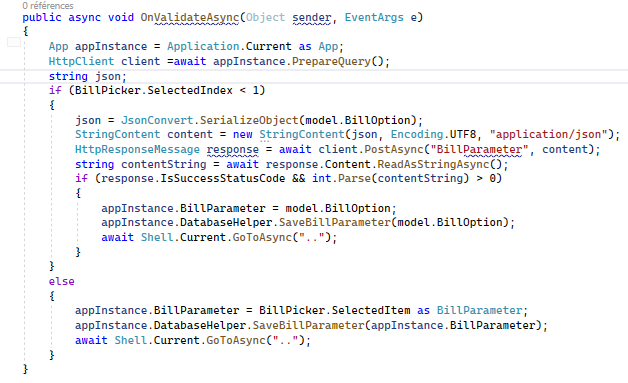 0 références
public async void OnValidateAsync(Object sender, EventArgs e)
{
App appInstance = Application.Current as App;
HttpClient client =await appInstance.PrepareQuery();
string json;
if (BillPicker.SelectedIndex < 1)
{
json = JsonConvert.SerializeObject(model.BillOption);
StringContent content = new StringContent(json, Encoding.UTF8, "application/json");
HttpResponseMessage response = await client.PostAsync("BillParameter", content);
string contentString = await response.Content.ReadAsStringAsync();
if (response.IsSuccessStatusCode && int.Parse(contentString) > 0)
{
appInstance.BillParameter = model.BillOption;
appInstance.DatabaseHelper.SaveBillParameter(model.BillOption);
await Shell.Current.GoToAsync("..");
}
}
else
{
appInstance.BillParameter = BillPicker.SelectedItem as BillParameter;
appInstance.DatabaseHelper.SaveBillParameter(appInstance.BillParameter);
await Shell.Current.GoToAsync("..");
}
}